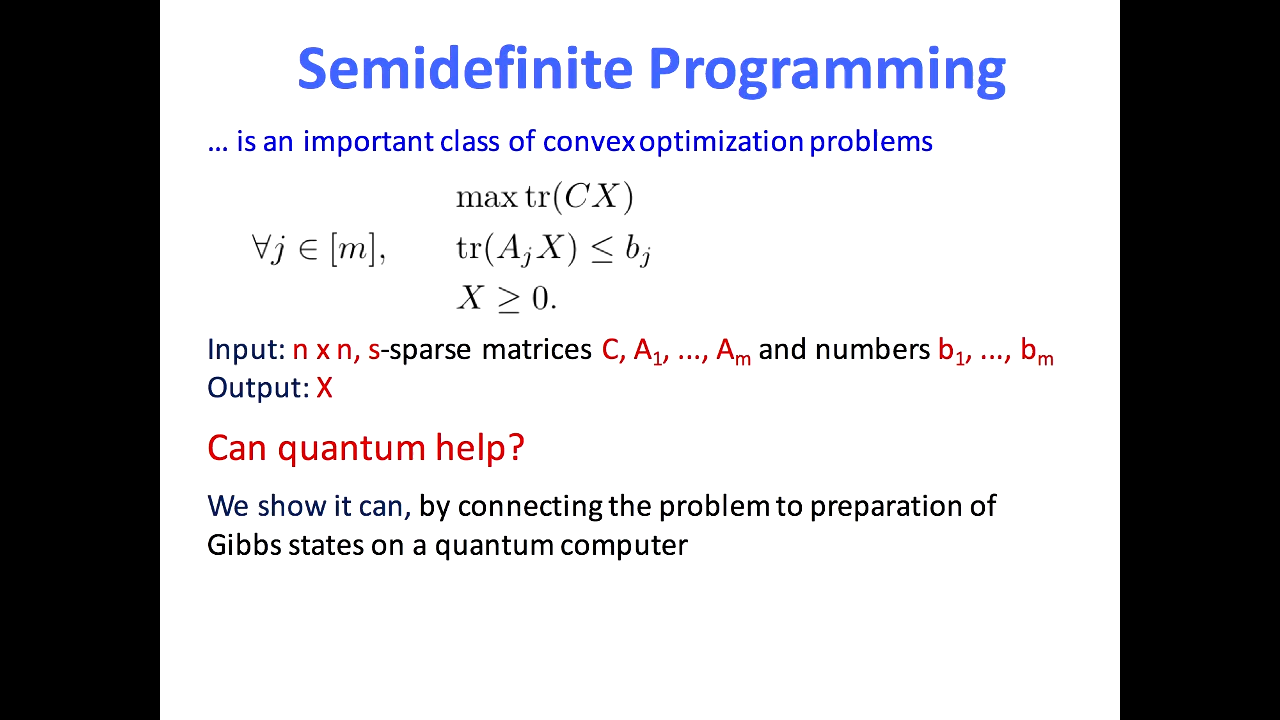 Semidefinite Programming
… is an important class of convex optimization problems
max tr(CX)
∀j ∈ [m], tr(AⱼX) ≤ bⱼ
X ≥ 0.
Input: n x n, s-sparse matrices C, A₁, ..., Aₘ and numbers b₁, ..., bₘ
Output: X
Can quantum help?
We show it can, by connecting the problem to preparation of
Gibbs states on a quantum computer